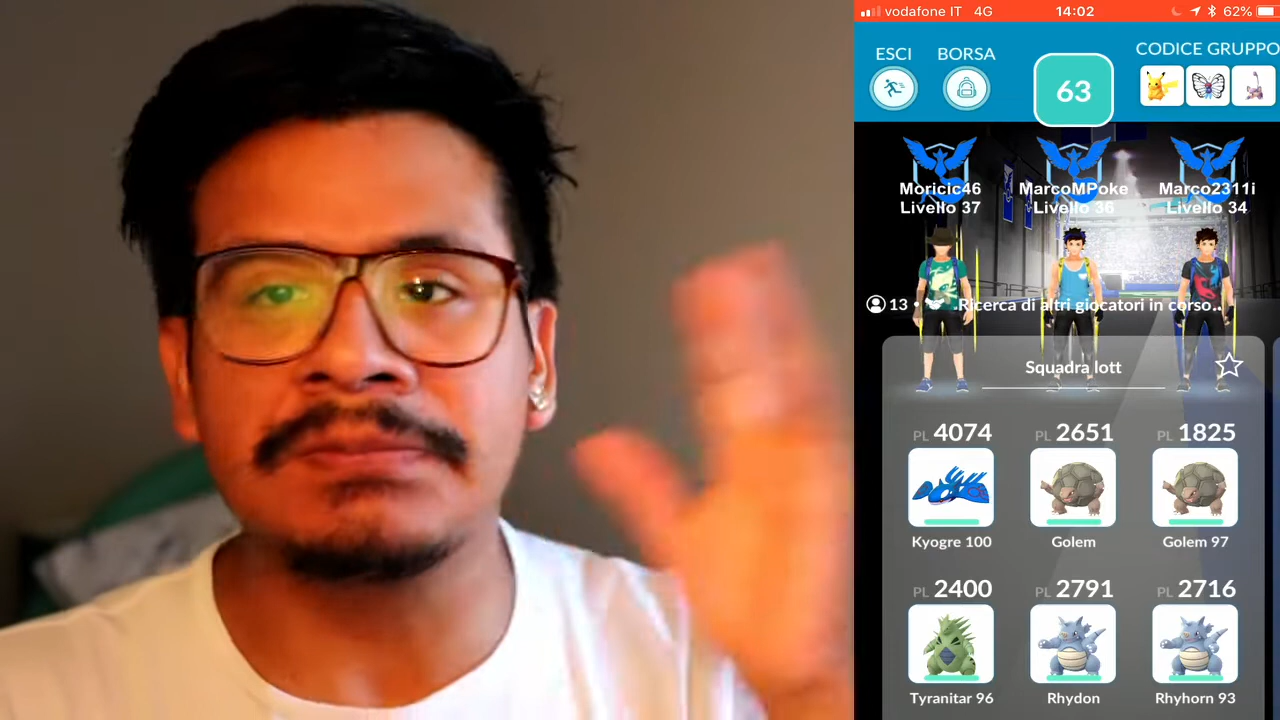 vodafone IT 4G 14:02 62%
ESCI BORSA CODICE GRUPPO
63
Moricic46 MarcoMPoke Marco2311i
Livello 37 Livello 36 Livello 34
13 • Ricerca di altri giocatori in corso..
Squadra lott
PL 4074 PL 2651 PL 1825
Kyogre 100 Golem Golem 97
PL 2400 PL 2791 PL 2716
Tyranitar 96 Rhydon Rhyhorn 93